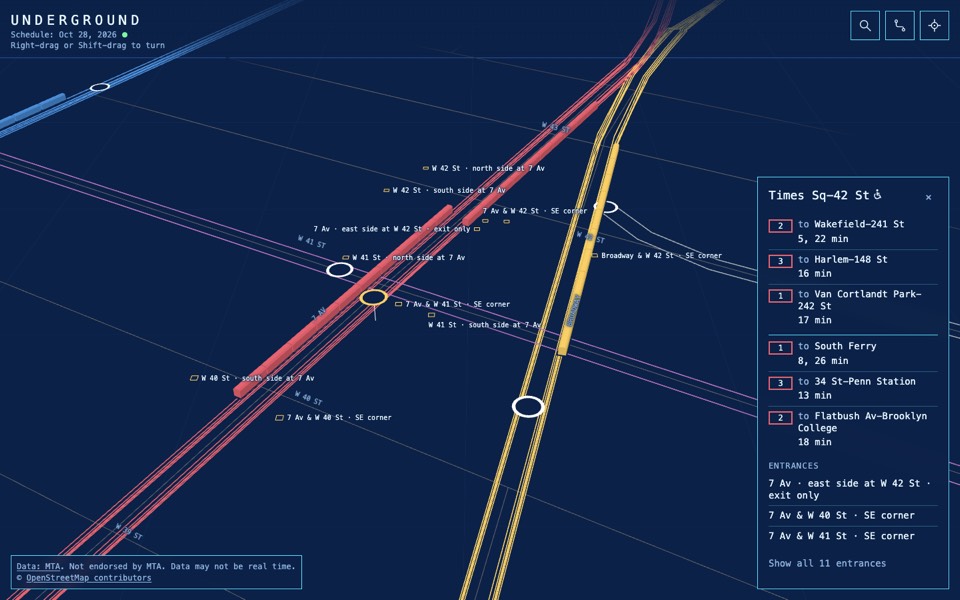 UNDERGROUND
Schedule: Oct 28, 2026
Right-drag or Shift-drag to turn
W 43 ST
W 42 St · north side at 7 Av
W 42 St · south side at 7 Av
7 Av & W 42 St · SE corner
7 Av · east side at W 42 St · exit only
W 41 ST
W 41 St · north side at 7 Av
Broadway & W 42 St · SE corner
7 Av & W 41 St · SE corner
7 AV
W 41 St · south side at 7 Av
W 40 St · south side at 7 Av
W 40 ST
7 Av & W 40 St · SE corner
W 39 ST
Times Sq-42 St
×
2 to Wakefield-241 St
5, 22 min
3 to Harlem-148 St
16 min
1 to Van Cortlandt Park-
242 St
17 min
1 to South Ferry
8, 26 min
3 to 34 St-Penn Station
13 min
2 to Flatbush Av-Brooklyn
College
18 min
ENTRANCES
7 Av · east side at W 42 St ·
exit only
7 Av & W 40 St · SE corner
7 Av & W 41 St · SE corner
Show all 11 entrances
Data: MTA. Not endorsed by MTA. Data may not be real time.
© OpenStreetMap contributors